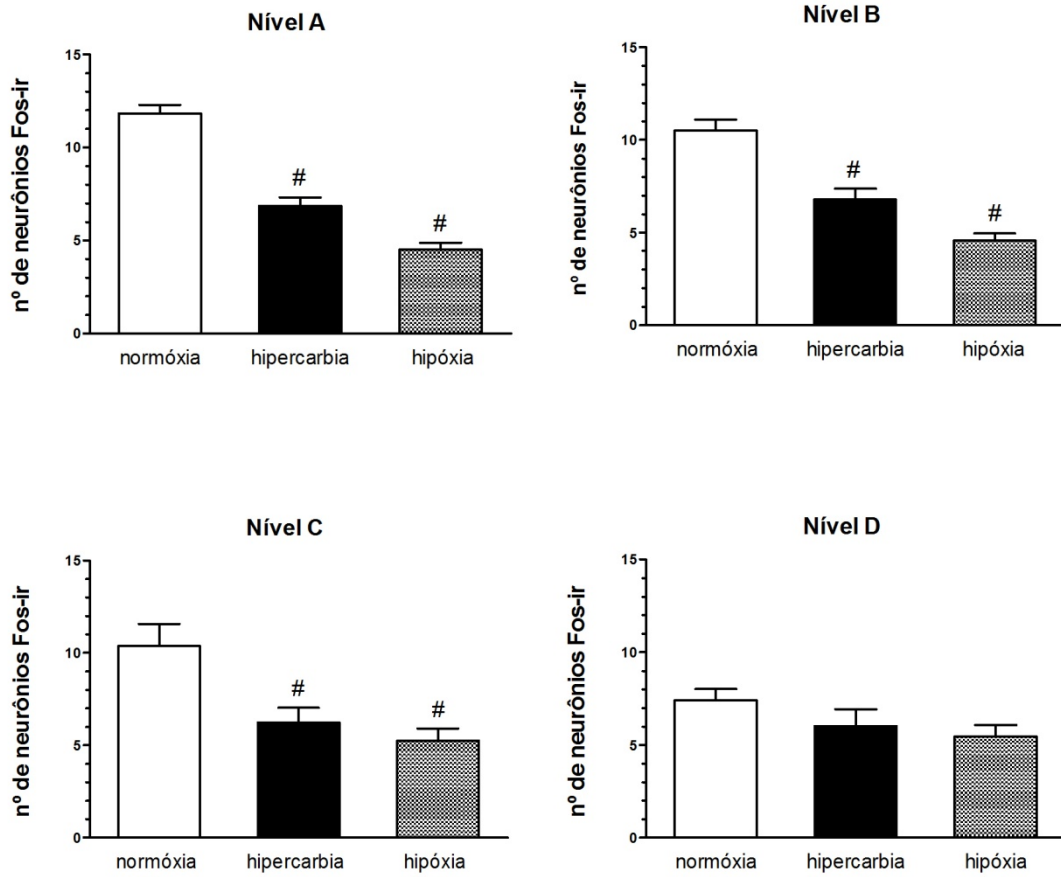 Nível A
nº de neurônios Fos-ir
15
10
5
0
#
#
normóxia hipercarbia hipóxia
Nível B
nº de neurônios Fos-ir
15
10
5
0
#
#
normóxia hipercarbia hipóxia
Nível C
nº de neurônios Fos-ir
15
10
5
0
#
#
normóxia hipercarbia hipóxia
Nível D
nº de neurônios Fos-ir
15
10
5
0
normóxia hipercarbia hipóxia